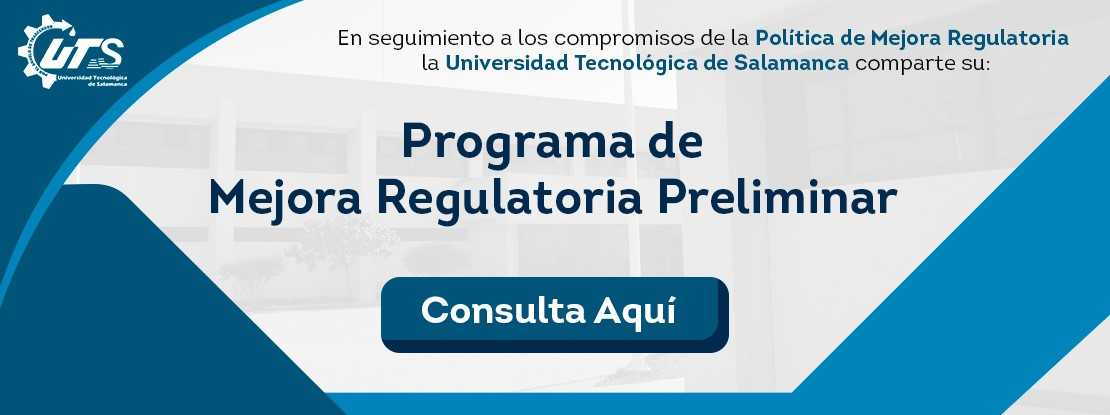 UTS
Universidad Tecnológica
de Salamanca
En seguimiento a los compromisos de la Política de Mejora Regulatoria
la Universidad Tecnológica de Salamanca comparte su:
Programa de
Mejora Regulatoria Preliminar
Consulta Aquí